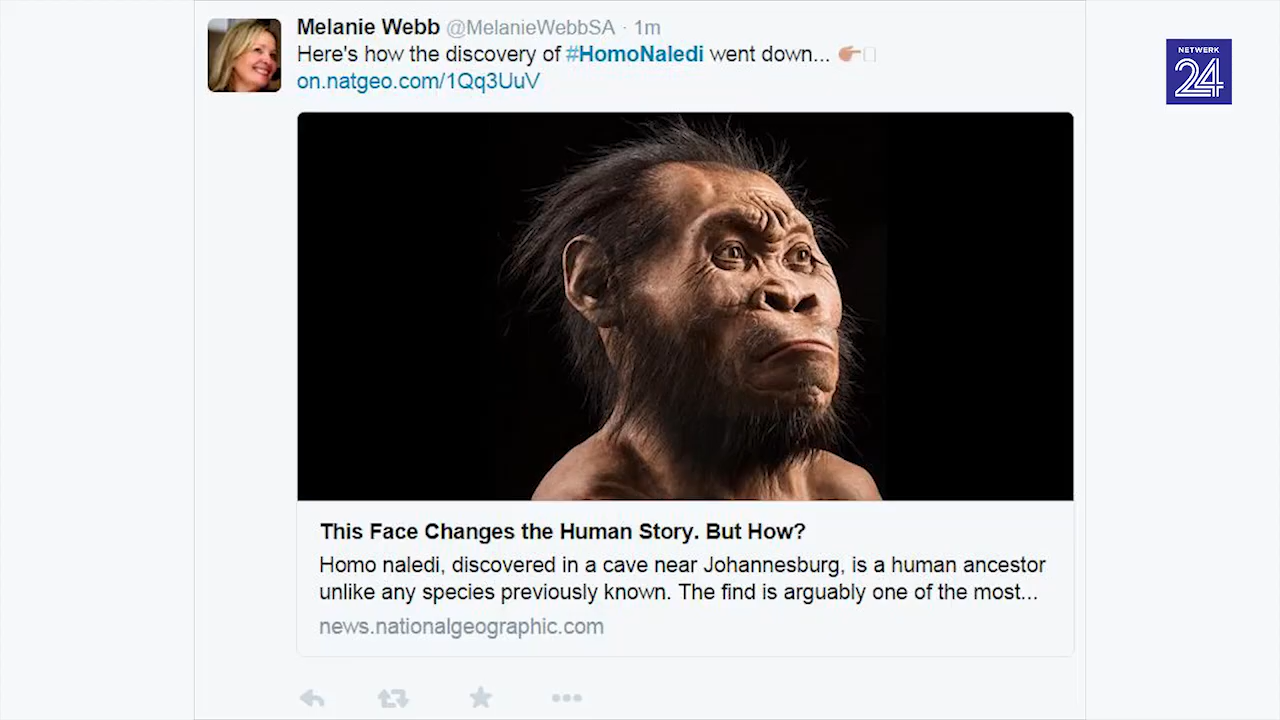 Melanie Webb @MelanieWebbSA · 1m
Here's how the discovery of #HomoNaledi went down...
on.natgeo.com/1Qq3UuV
NETWERK
24
This Face Changes the Human Story. But How?
Homo naledi, discovered in a cave near Johannesburg, is a human ancestor
unlike any species previously known. The find is arguably one of the most...
news.nationalgeographic.com